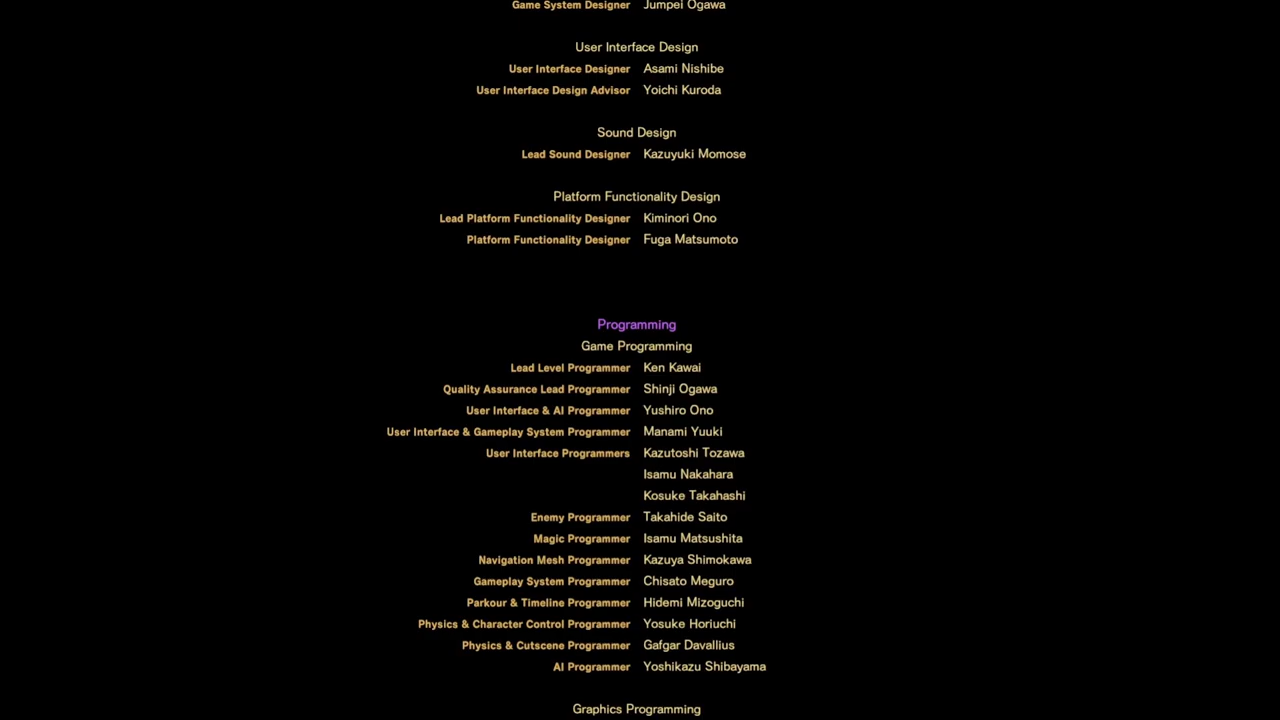 Game System Designer Jumpei Ogawa
User Interface Design
User Interface Designer Asami Nishibe
User Interface Design Advisor Yoichi Kuroda
Sound Design
Lead Sound Designer Kazuyuki Momose
Platform Functionality Design
Lead Platform Functionality Designer Kiminori Ono
Platform Functionality Designer Fuga Matsumoto
Programming
Game Programming
Lead Level Programmer Ken Kawai
Quality Assurance Lead Programmer Shinji Ogawa
User Interface & AI Programmer Yushiro Ono
User Interface & Gameplay System Programmer Manami Yuuki
User Interface Programmers Kazutoshi Tozawa
Isamu Nakahara
Kosuke Takahashi
Enemy Programmer Takahide Saito
Magic Programmer Isamu Matsushita
Navigation Mesh Programmer Kazuya Shimokawa
Gameplay System Programmer Chisato Meguro
Parkour & Timeline Programmer Hidemi Mizoguchi
Physics & Character Control Programmer Yosuke Horiuchi
Physics & Cutscene Programmer Gafgar Davallius
AI Programmer Yoshikazu Shibayama
Graphics Programming